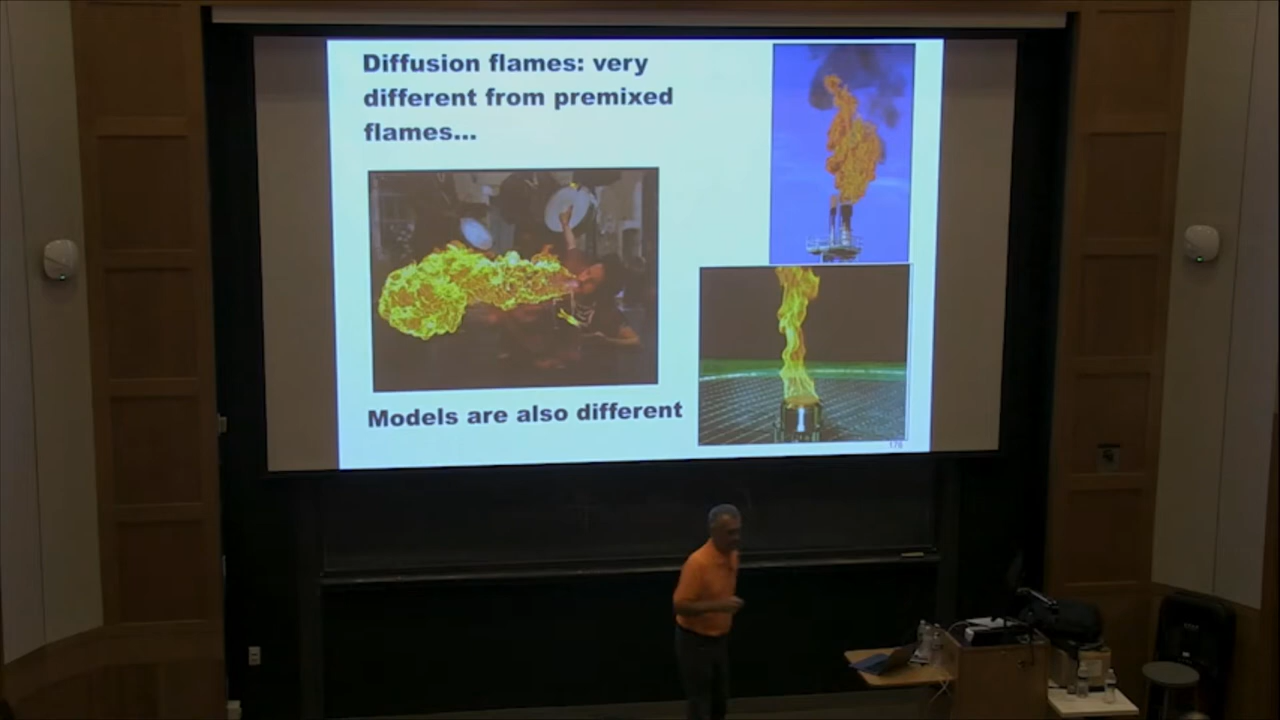 Diffusion flames: very
different from premixed
flames...
Models are also different